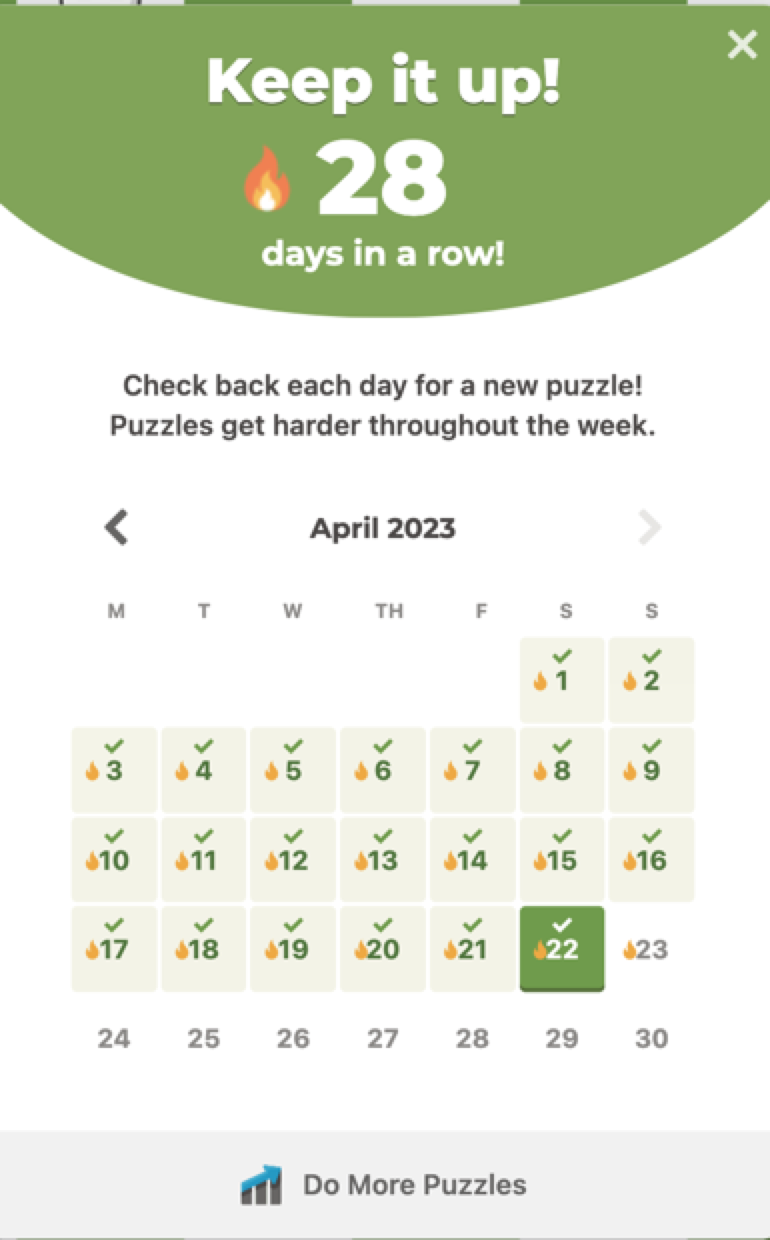 Keep it up!
28
days in a row!
Check back each day for a new puzzle!
Puzzles get harder throughout the week.
April 2023
M T W TH F S S
1 2
3 4 5 6 7 8 9
10 11 12 13 14 15 16
17 18 19 20 21 22 23
24 25 26 27 28 29 30
Do More Puzzles